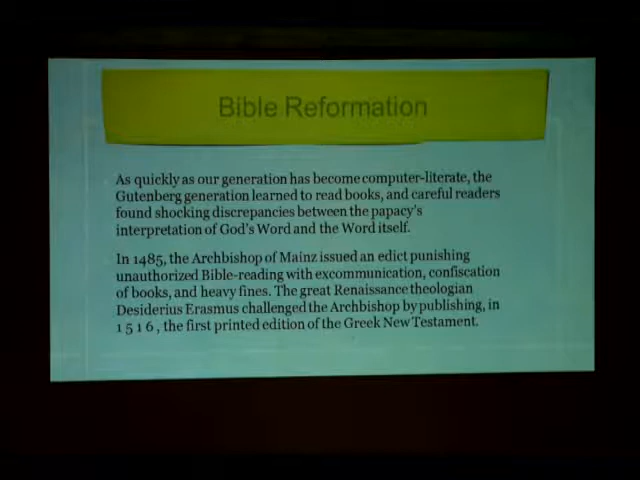 Bible Reformation
As quickly as our generation has become computer-literate, the
Gutenberg generation learned to read books, and careful readers
found shocking discrepancies between the papacy's
interpretation of God's Word and the Word itself.
In 1485, the Archbishop of Mainz issued an edict punishing
unauthorized Bible-reading with excommunication, confiscation
of books, and heavy fines. The great Renaissance theologian
Desiderius Erasmus challenged the Archbishop by publishing, in
1 5 1 6 , the first printed edition of the Greek New Testament.